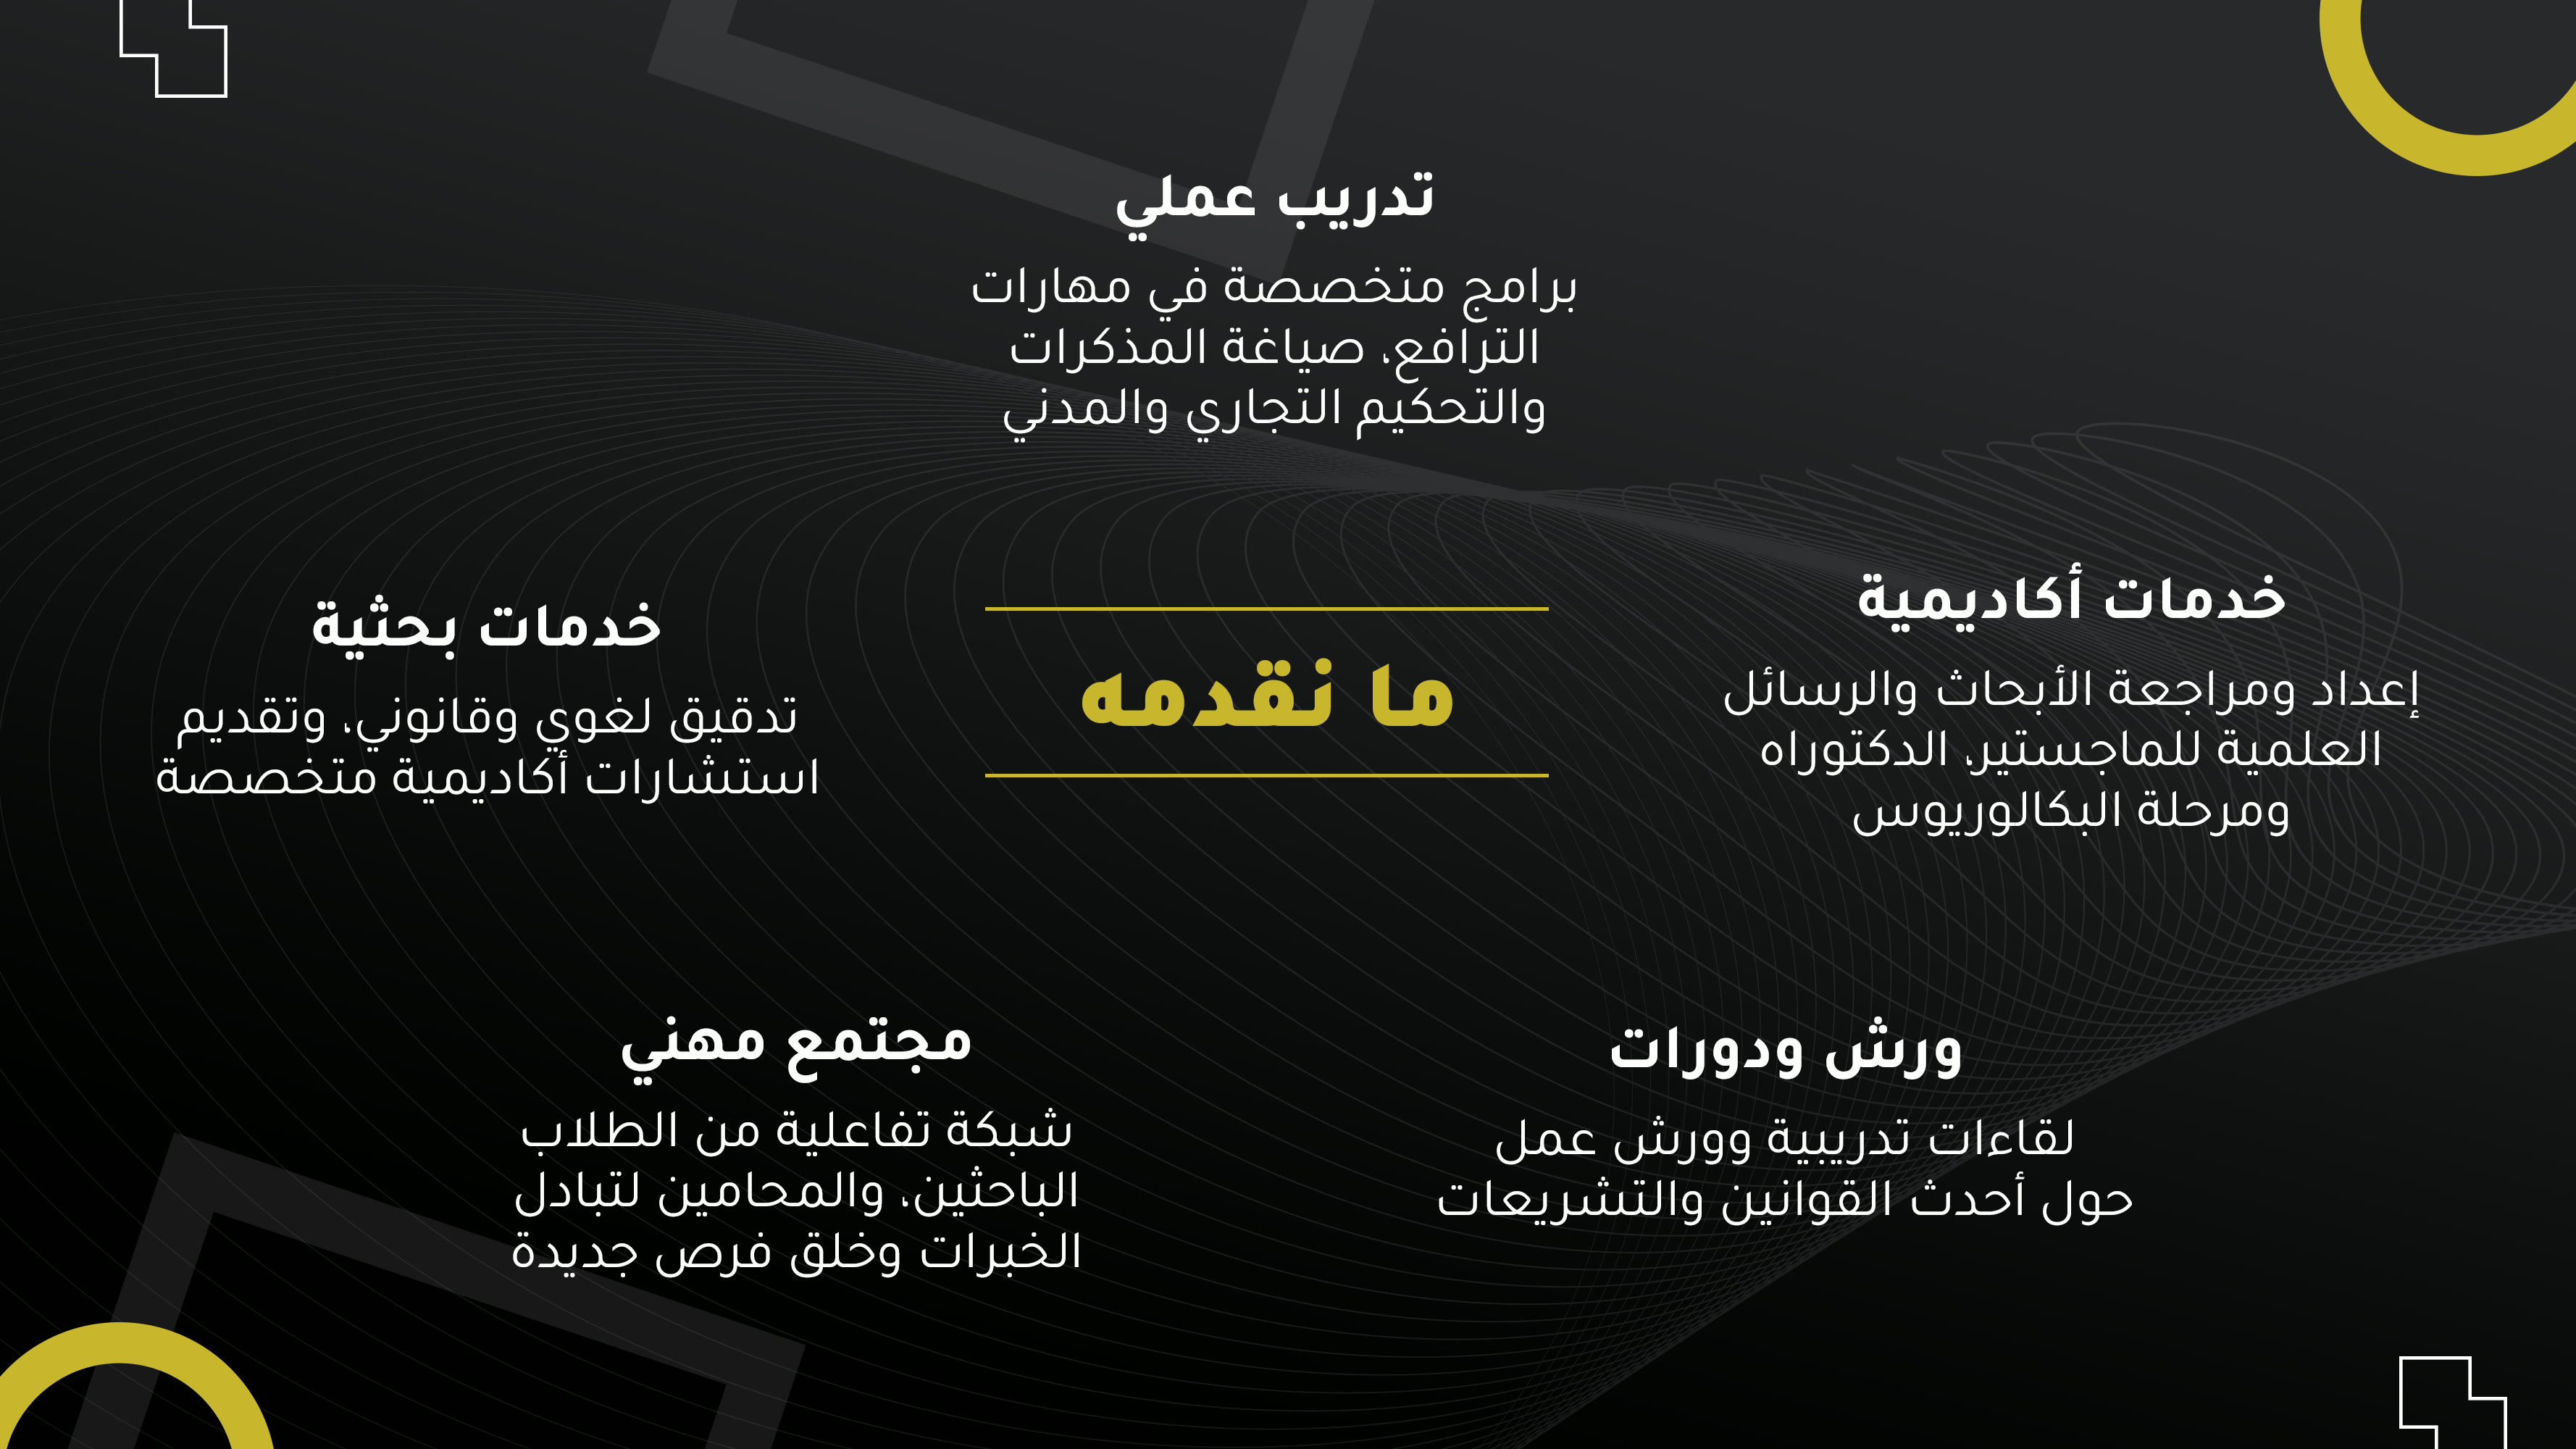 تدريب عملي
برامج متخصصة في مهارات
الترافع، صياغة المذكرات
والتحكيم التجاري والمدني
خدمات أكاديمية
إعداد ومراجعة الأبحاث والرسائل
العلمية للماجستير، الدكتوراه
ومرحلة البكالوريوس
ما نقدمه
خدمات بحثية
تدقيق لغوي وقانوني، وتقديم
استشارات أكاديمية متخصصة
ورش ودورات
لقاءات تدريبية وورش عمل
حول أحدث القوانين والتشريعات
مجتمع مهني
شبكة تفاعلية من الطلاب
الباحثين، والمحامين لتبادل
الخبرات وخلق فرص جديدة